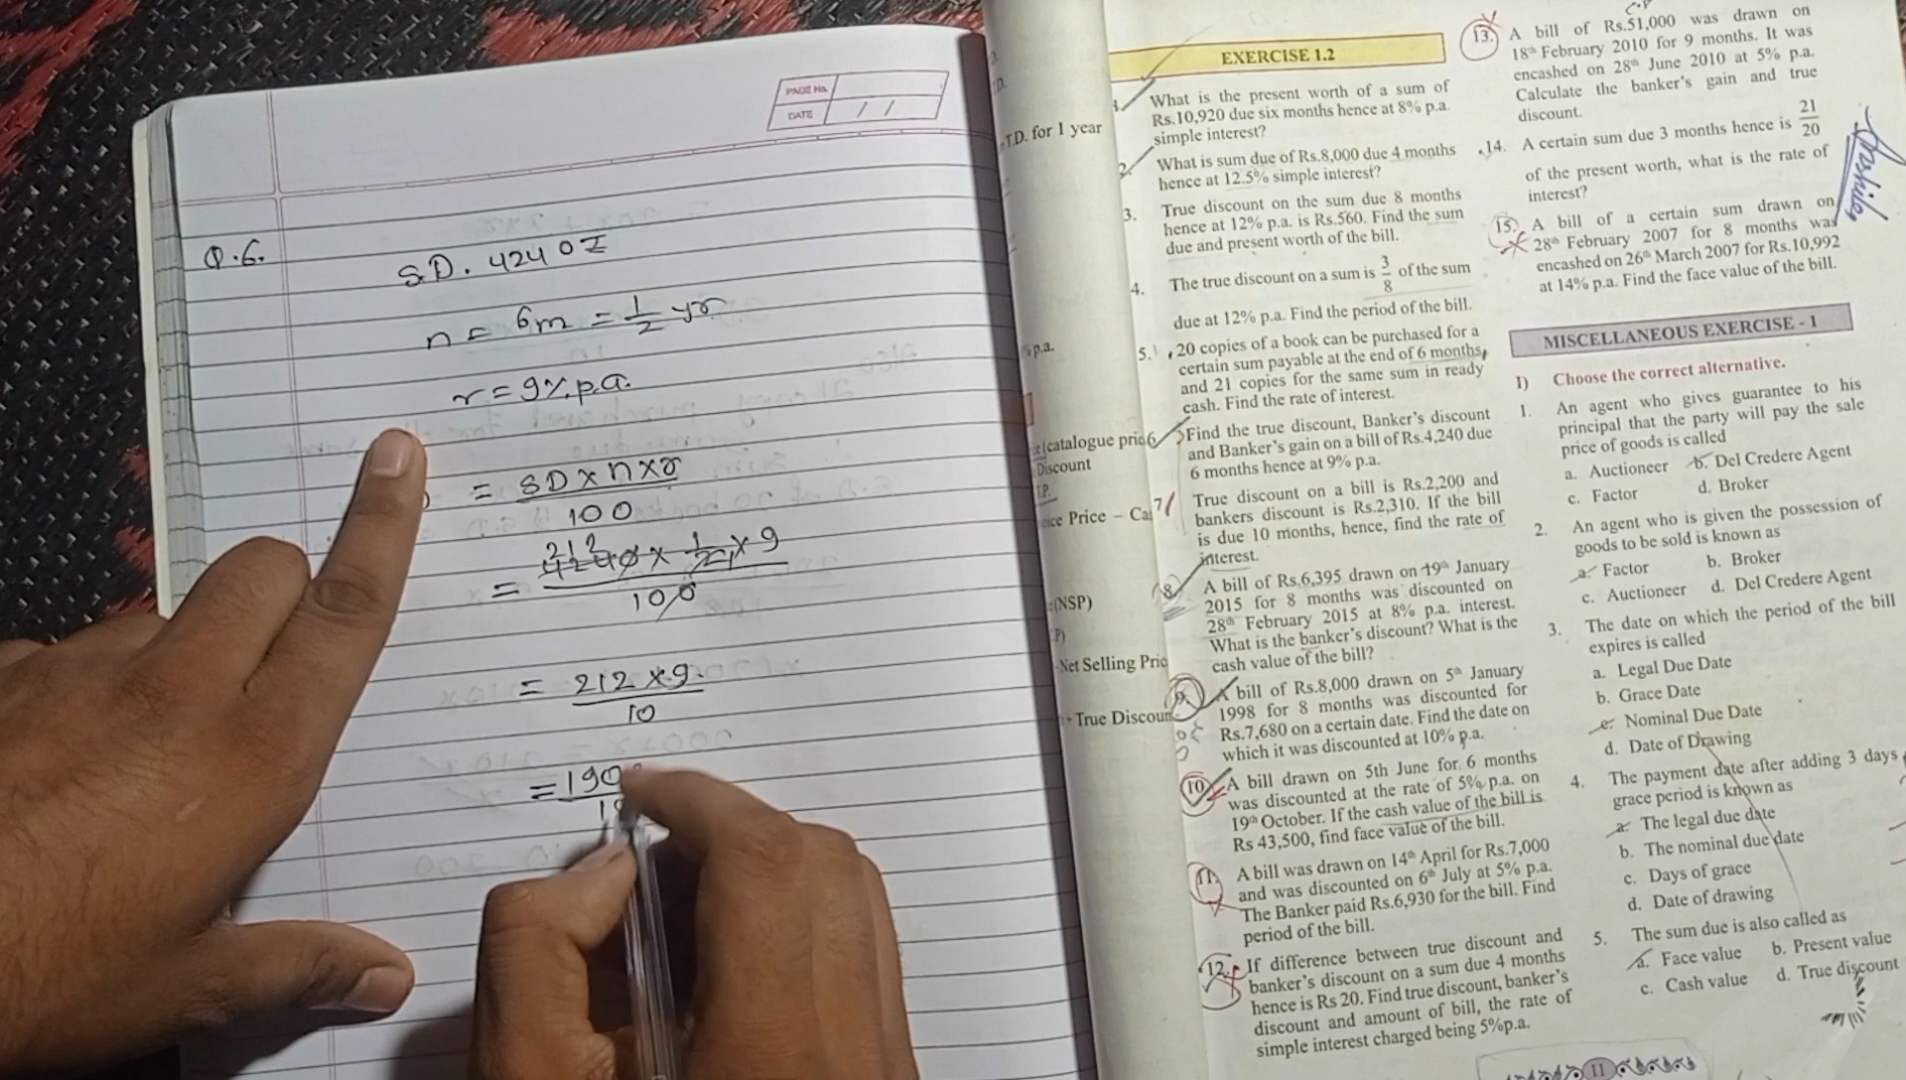 PAGE No.
DATE / /
Q.6.
S.D. 4240 Σ
n = 6m = 1/2 yr
r = 9% p.a.
= SD x n x r
100
212
= 4240 x 1/2 x 9
100
= 212 x 9
10
= 190
T.D. for 1 year
% p.a.
(catalogue pric
Discount
T.P.
ice Price – Ca
(NSP)
P)
Net Selling Pric
+ True Discoun
EXERCISE 1.2
What is the present worth of a sum of
Rs.10,920 due six months hence at 8% p.a.
simple interest?
2. What is sum due of Rs.8,000 due 4 months
hence at 12.5% simple interest?
3. True discount on the sum due 8 months
hence at 12% p.a. is Rs.560. Find the sum
due and present worth of the bill.
4. The true discount on a sum is 3/8 of the sum
due at 12% p.a. Find the period of the bill.
5. 20 copies of a book can be purchased for a
certain sum payable at the end of 6 months,
and 21 copies for the same sum in ready
cash. Find the rate of interest.
6 Find the true discount, Banker's discount
and Banker's gain on a bill of Rs.4,240 due
6 months hence at 9% p.a.
7 True discount on a bill is Rs.2,200 and
bankers discount is Rs.2,310. If the bill
is due 10 months, hence, find the rate of
interest.
8 A bill of Rs.6,395 drawn on 19th January
2015 for 8 months was discounted on
28th February 2015 at 8% p.a. interest.
What is the banker's discount? What is the
cash value of the bill?
9 A bill of Rs.8,000 drawn on 5th January
1998 for 8 months was discounted for
Rs.7,680 on a certain date. Find the date on
which it was discounted at 10% p.a.
10 A bill drawn on 5th June for 6 months
was discounted at the rate of 5% p.a. on
19th October. If the cash value of the bill is
Rs 43,500, find face value of the bill.
11. A bill was drawn on 14th April for Rs.7,000
and was discounted on 6th July at 5% p.a.
The Banker paid Rs.6,930 for the bill. Find
period of the bill.
12. If difference between true discount and
banker's discount on a sum due 4 months
hence is Rs 20. Find true discount, banker's
discount and amount of bill, the rate of
simple interest charged being 5%p.a.
13. A bill of Rs.51,000 was drawn on
18th February 2010 for 9 months. It was
encashed on 28th June 2010 at 5% p.a.
Calculate the banker's gain and true
discount.
14. A certain sum due 3 months hence is 21/20
of the present worth, what is the rate of
interest?
15. A bill of a certain sum drawn on
28th February 2007 for 8 months was
encashed on 26th March 2007 for Rs.10,992
at 14% p.a. Find the face value of the bill.
MISCELLANEOUS EXERCISE - 1
I) Choose the correct alternative.
1. An agent who gives guarantee to his
principal that the party will pay the sale
price of goods is called
a. Auctioneer b. Del Credere Agent
c. Factor d. Broker
2. An agent who is given the possession of
goods to be sold is known as
a. Factor b. Broker
c. Auctioneer d. Del Credere Agent
3. The date on which the period of the bill
expires is called
a. Legal Due Date
b. Grace Date
c. Nominal Due Date
d. Date of Drawing
4. The payment date after adding 3 days
grace period is known as
a. The legal due date
b. The nominal due date
c. Days of grace
d. Date of drawing
5. The sum due is also called as
a. Face value b. Present value
c. Cash value d. True discount
11